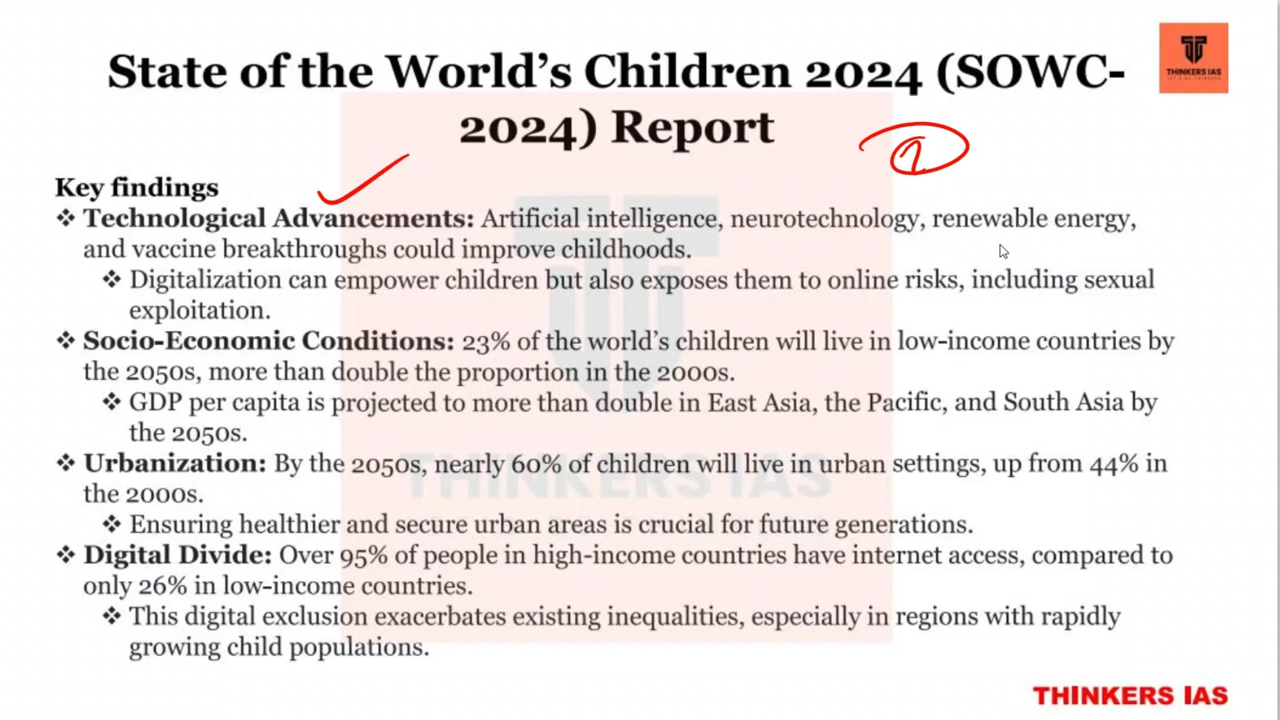 State of the World's Children 2024 (SOWC-
2024) Report
THINKERS IAS
2
Key findings
❖ Technological Advancements: Artificial intelligence, neurotechnology, renewable energy,
and vaccine breakthroughs could improve childhoods.
❖ Digitalization can empower children but also exposes them to online risks, including sexual
exploitation.
❖ Socio-Economic Conditions: 23% of the world's children will live in low-income countries by
the 2050s, more than double the proportion in the 2000s.
❖ GDP per capita is projected to more than double in East Asia, the Pacific, and South Asia by
the 2050s.
❖ Urbanization: By the 2050s, nearly 60% of children will live in urban settings, up from 44% in
the 2000s.
❖ Ensuring healthier and secure urban areas is crucial for future generations.
❖ Digital Divide: Over 95% of people in high-income countries have internet access, compared to
only 26% in low-income countries.
❖ This digital exclusion exacerbates existing inequalities, especially in regions with rapidly
growing child populations.
THINKERS IAS
THINKERS IAS